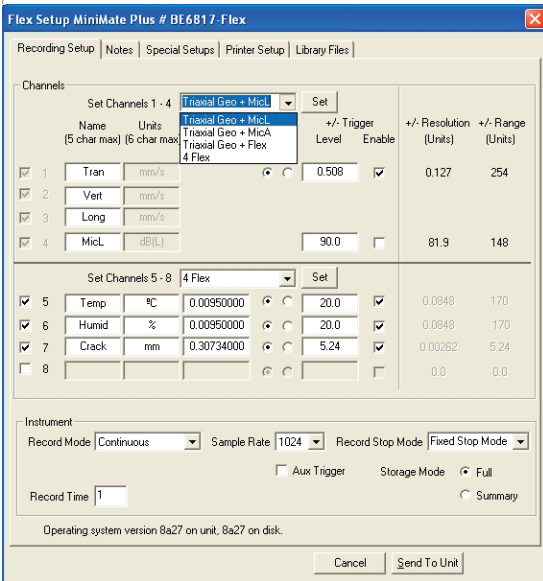 Flex Setup MiniMate Plus # BE6817-Flex
Recording Setup Notes Special Setups Printer Setup Library Files
Channels
Set Channels 1 - 4 Triaxial Geo + MicL Set
Triaxial Geo + MicL
Triaxial Geo + MicA
Triaxial Geo + Flex
4 Flex
Name Units +/- Trigger +/- Resolution +/- Range
(5 char max) (6 char max Level Enable (Units) (Units)
1 Tran mm/s 0.508 0.127 254
2 Vert mm/s
3 Long mm/s
4 MicL dB(L) 90.0 81.9 148
Set Channels 5 - 8 4 Flex Set
5 Temp ºC 0.00950000 20.0 0.0848 170
6 Humid % 0.00950000 20.0 0.0848 170
7 Crack mm 0.30734000 5.24 0.00262 5.24
8 0.0 0.0
Instrument
Record Mode Continuous Sample Rate 1024 Record Stop Mode Fixed Stop Mode
Aux Trigger Storage Mode Full
Record Time 1 Summary
Operating system version 8a27 on unit, 8a27 on disk.
Cancel Send To Unit